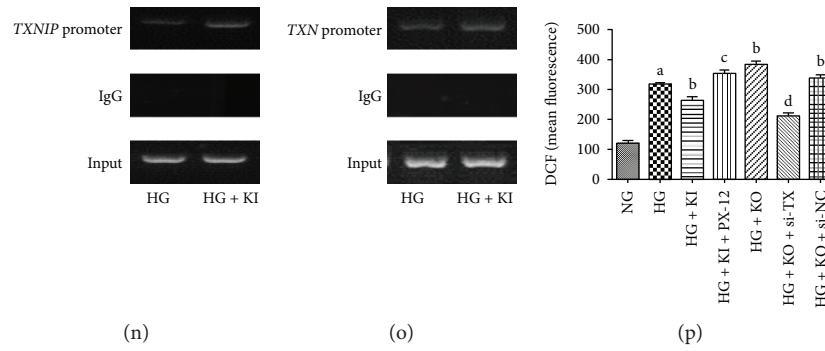 TXNIP promoter
IgG
Input
HG
HG + KI
(n)
TXN promoter
IgG
Input
HG
HG + KI
(o)
DCF (mean fluorescence)
500
400
300
200
100
0
a
b
c
b
d
b
NG
HG
HG + KI
HG + KI + PX-12
HG + KO
HG + KO + si-TX
HG + KO + si-NC
(p)